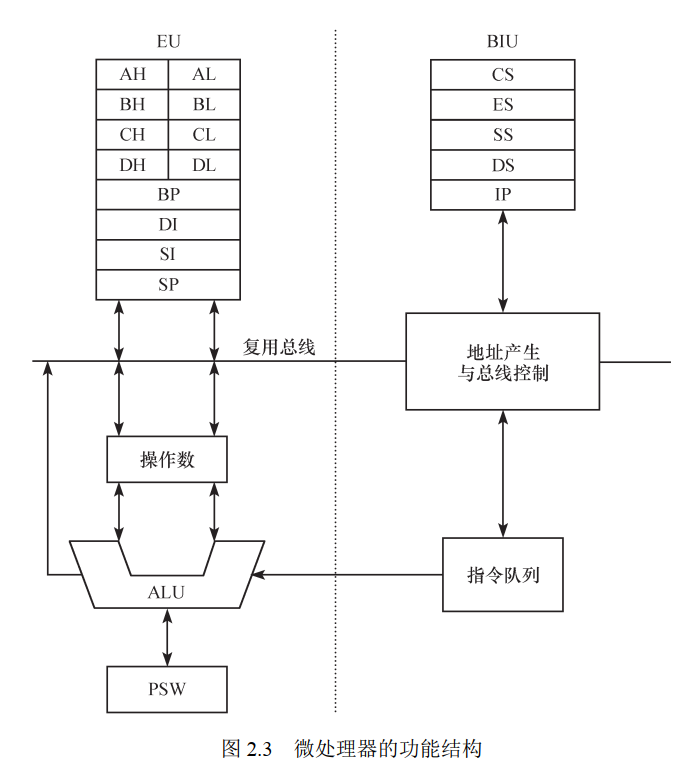 EU
AH AL
BH BL
CH CL
DH DL
BP
DI
SI
SP
复用总线
操作数
ALU
PSW
BIU
CS
ES
SS
DS
IP
地址产生
与总线控制
指令队列
图 2.3 微处理器的功能结构